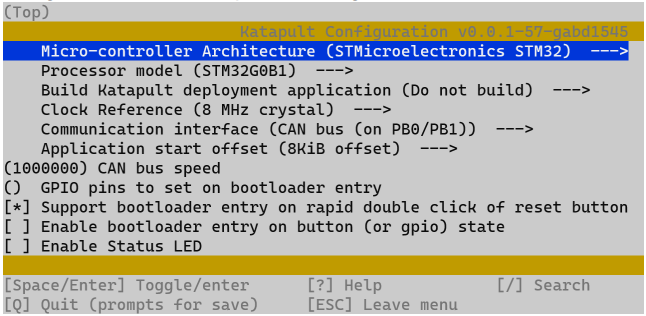 (Top)
Katapult Configuration v0.0.1-57-gabd1545
Micro-controller Architecture (STMicroelectronics STM32)  --->
Processor model (STM32G0B1)  --->
Build Katapult deployment application (Do not build)  --->
Clock Reference (8 MHz crystal)  --->
Communication interface (CAN bus (on PB0/PB1))  --->
Application start offset (8KiB offset)  --->
(1000000) CAN bus speed
()  GPIO pins to set on bootloader entry
[*] Support bootloader entry on rapid double click of reset button
[ ] Enable bootloader entry on button (or gpio) state
[ ] Enable Status LED
[Space/Enter] Toggle/enter      [?] Help      [/] Search
[Q] Quit (prompts for save)     [ESC] Leave menu